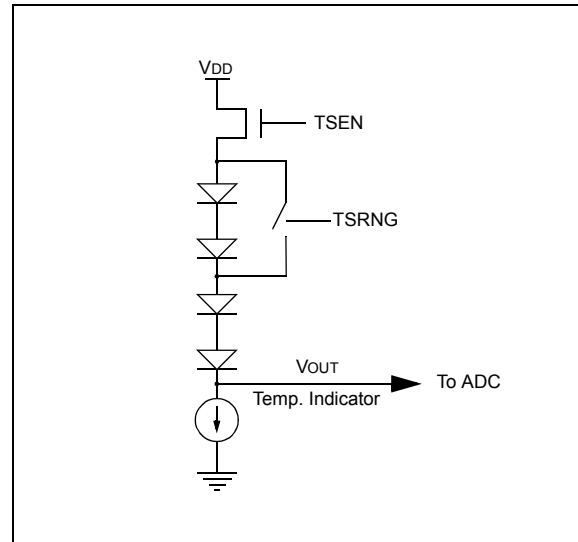 VDD
TSEN
TSRNG
VOUT
To ADC
Temp. Indicator